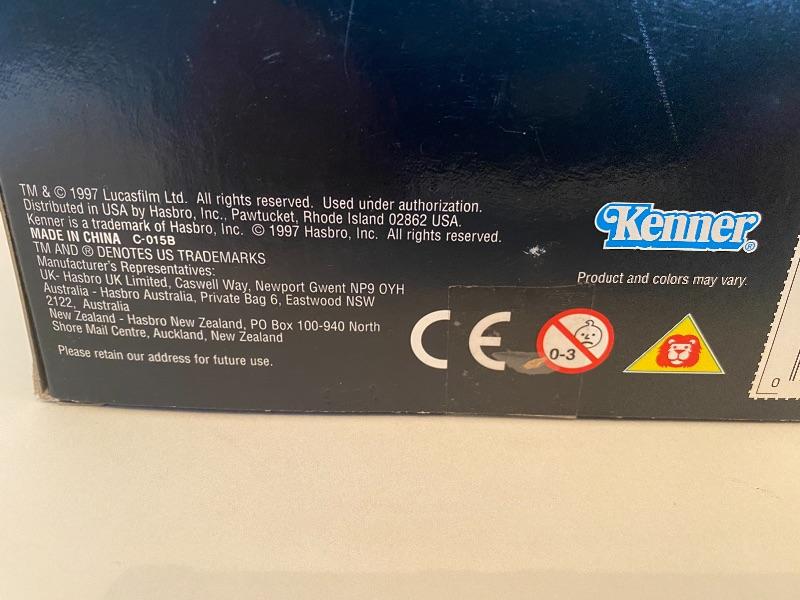 TM & © 1997 Lucasfilm Ltd. All rights reserved. Used under authorization.
Distributed in USA by Hasbro, Inc., Pawtucket, Rhode Island 02862 USA.
Kenner is a trademark of Hasbro, Inc. © 1997 Hasbro, Inc. All rights reserved.
MADE IN CHINA C-015B
TM AND ® DENOTES US TRADEMARKS
Manufacturer's Representatives:
UK- Hasbro UK Limited, Caswell Way, Newport Gwent NP9 0YH
Australia - Hasbro Australia, Private Bag 6, Eastwood NSW
2122, Australia
New Zealand - Hasbro New Zealand, PO Box 100-940 North
Shore Mail Centre, Auckland, New Zealand
Please retain our address for future use.
Kenner®
Product and colors may vary.
CE
0-3
0